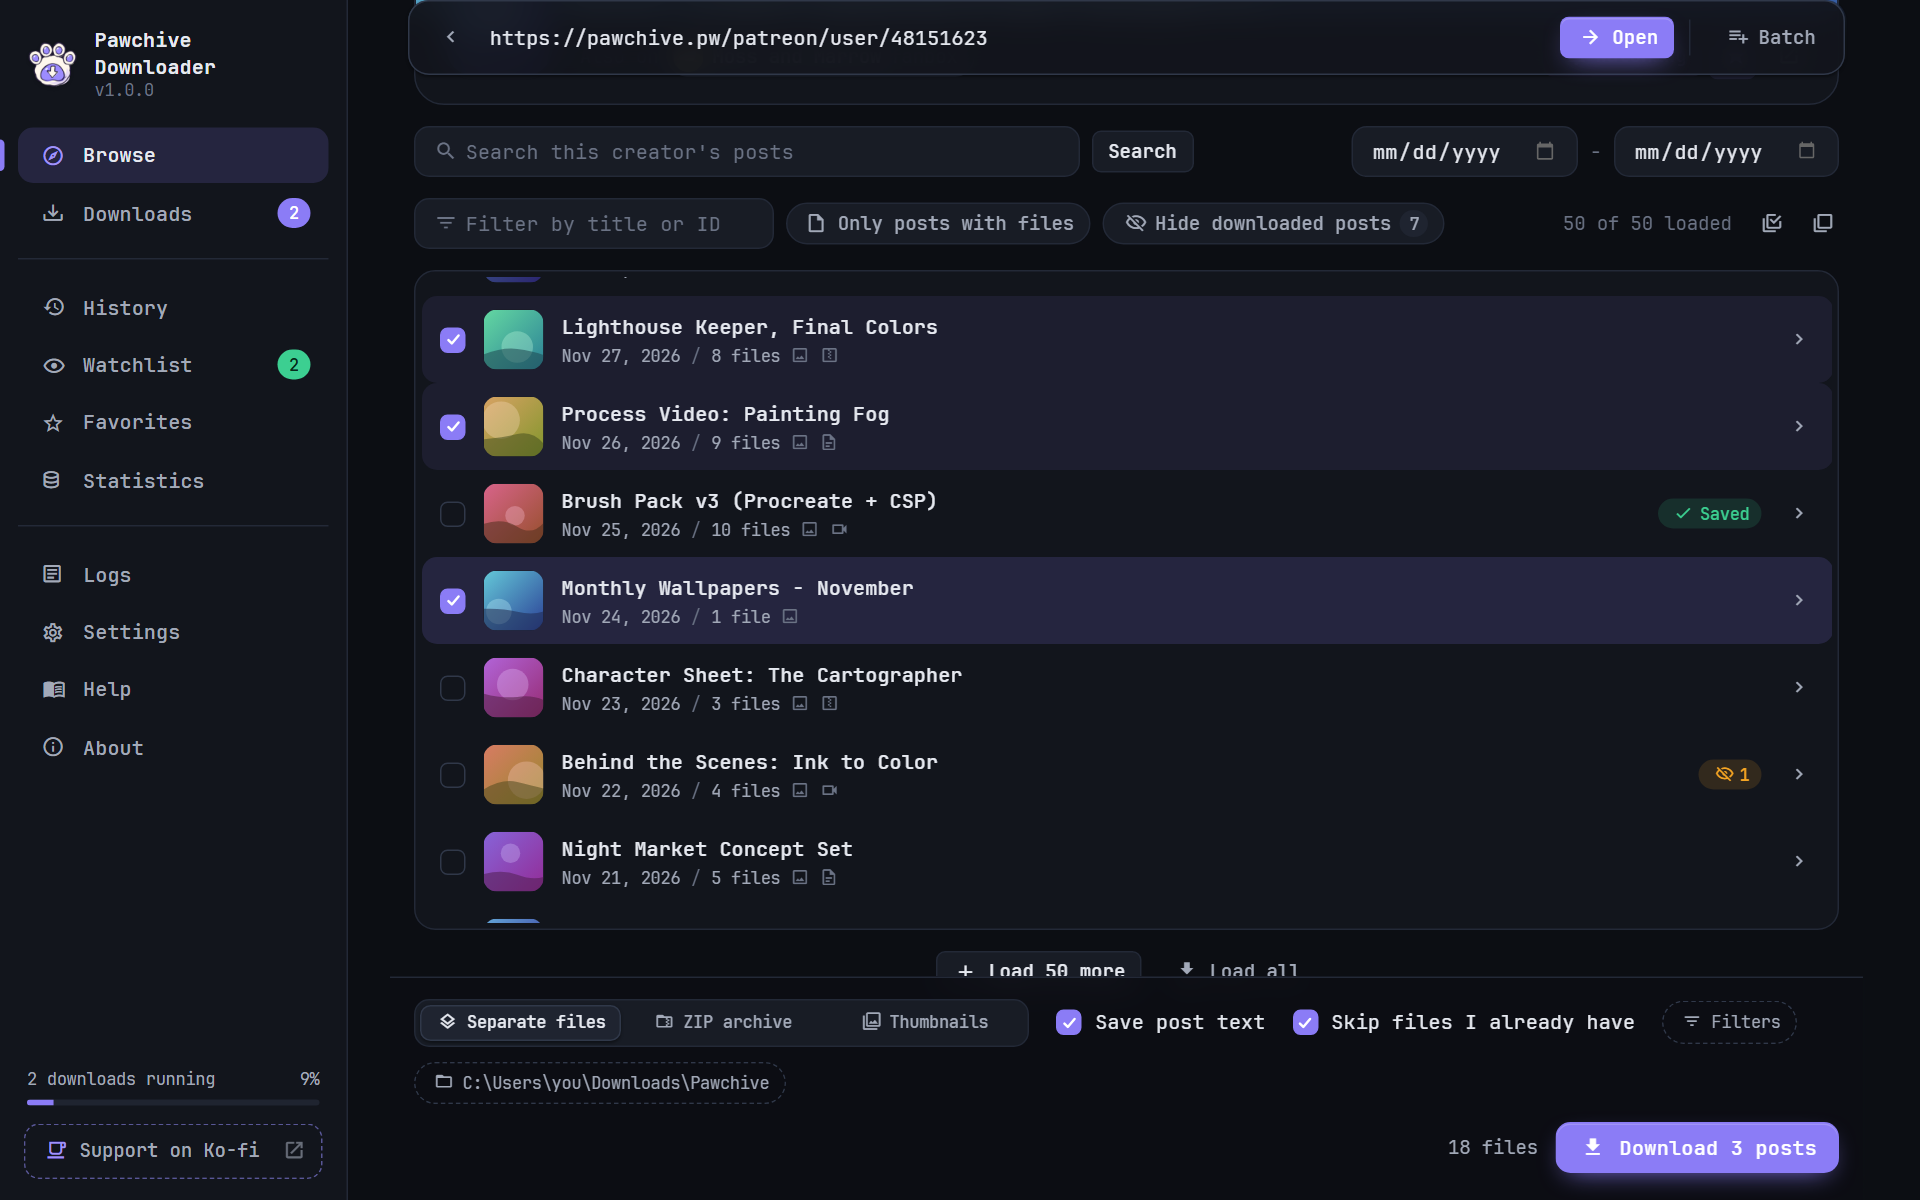 Pawchive
Downloader
v1.0.0
Browse
Downloads 2
History
Watchlist 2
Favorites
Statistics
Logs
Settings
Help
About
2 downloads running 9%
Support on Ko-fi
https://pawchive.pw/patreon/user/48151623
Open
Batch
Search this creator's posts
Search
mm/dd/yyyy - mm/dd/yyyy
Filter by title or ID
Only posts with files
Hide downloaded posts 7
50 of 50 loaded
Lighthouse Keeper, Final Colors
Nov 27, 2026 / 8 files
Process Video: Painting Fog
Nov 26, 2026 / 9 files
Brush Pack v3 (Procreate + CSP)
Nov 25, 2026 / 10 files
Saved
Monthly Wallpapers - November
Nov 24, 2026 / 1 file
Character Sheet: The Cartographer
Nov 23, 2026 / 3 files
Behind the Scenes: Ink to Color
Nov 22, 2026 / 4 files
1
Night Market Concept Set
Nov 21, 2026 / 5 files
Load 50 more
Load all
Separate files
ZIP archive
Thumbnails
Save post text
Skip files I already have
Filters
C:\Users\you\Downloads\Pawchive
18 files
Download 3 posts